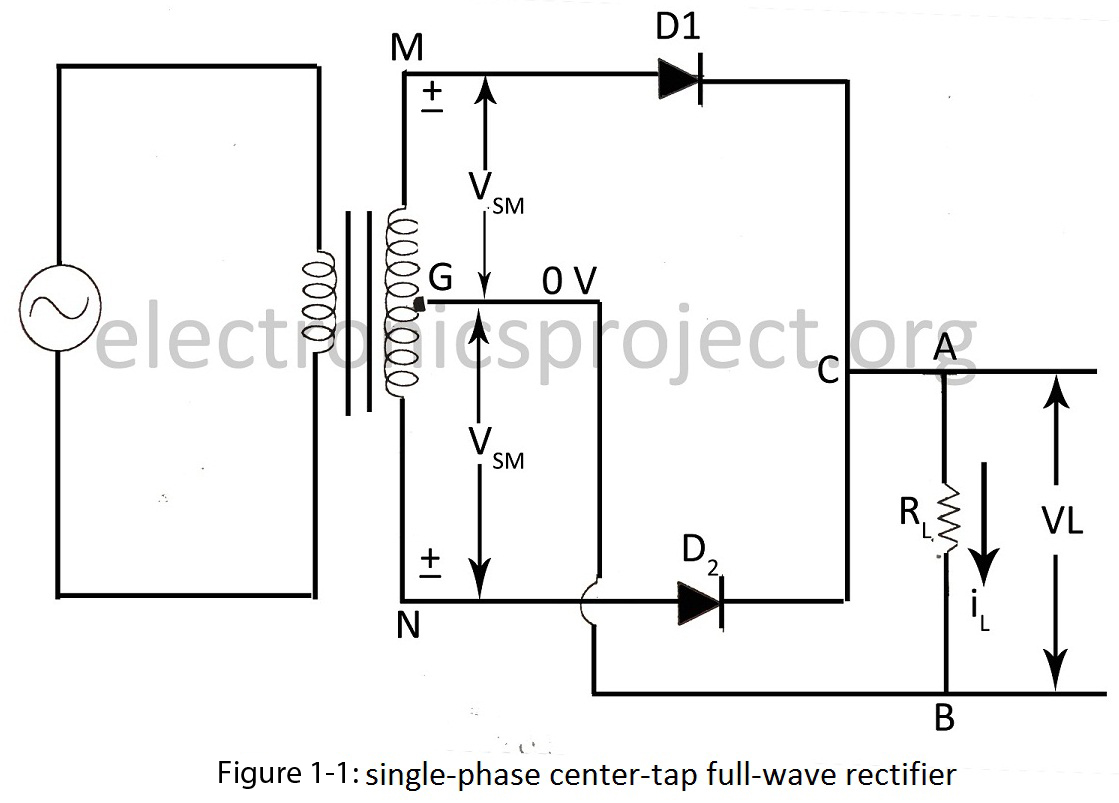 D1
M
±
V SM
G
0 V
electronicsproject.org
A
C
V SM
R L
VL
D 2
±
i L
N
B
Figure 1-1: single-phase center-tap full-wave rectifier